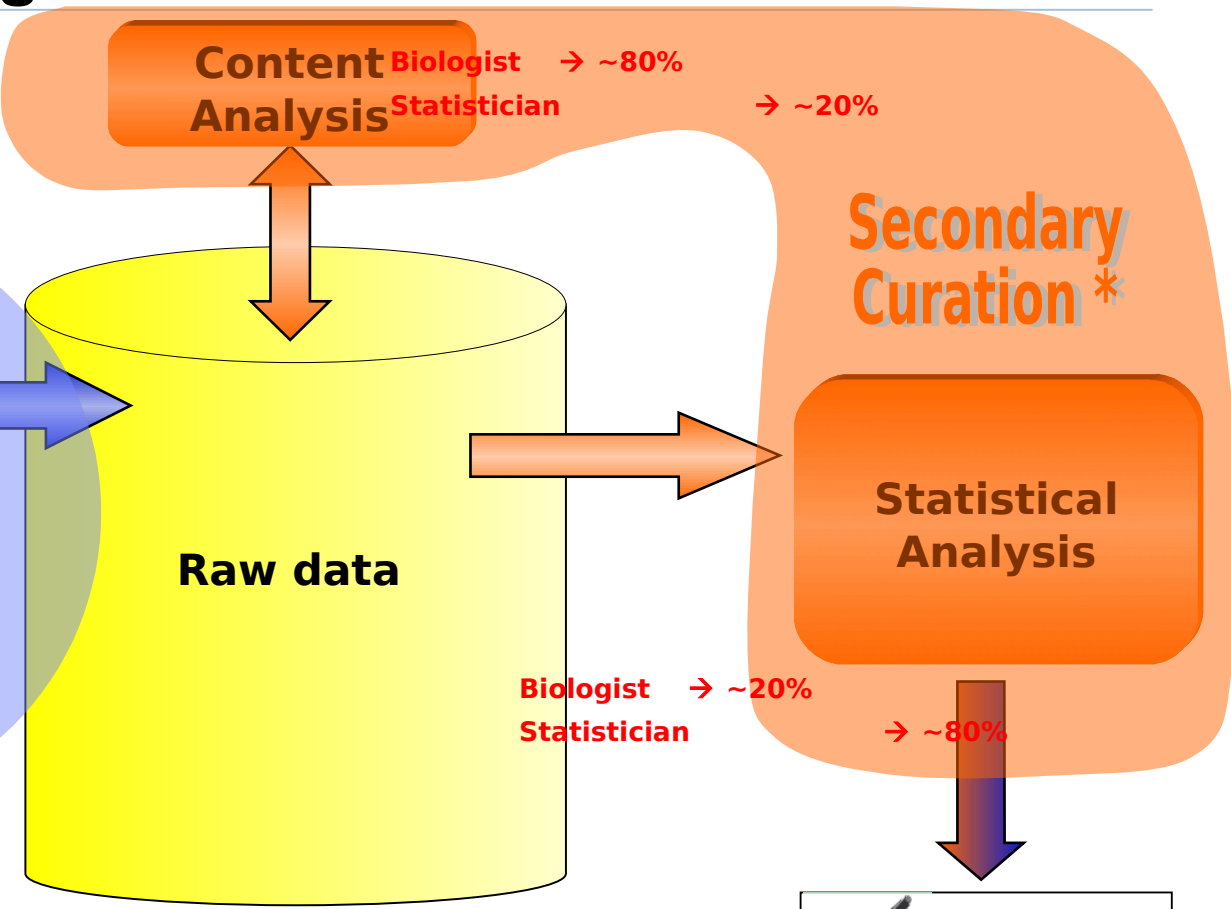 Content
Analysis
Biologist → ~80%
Statistician → ~20%
Secondary
Curation *
Statistical
Analysis
Raw data
Biologist → ~20%
Statistician → ~80%